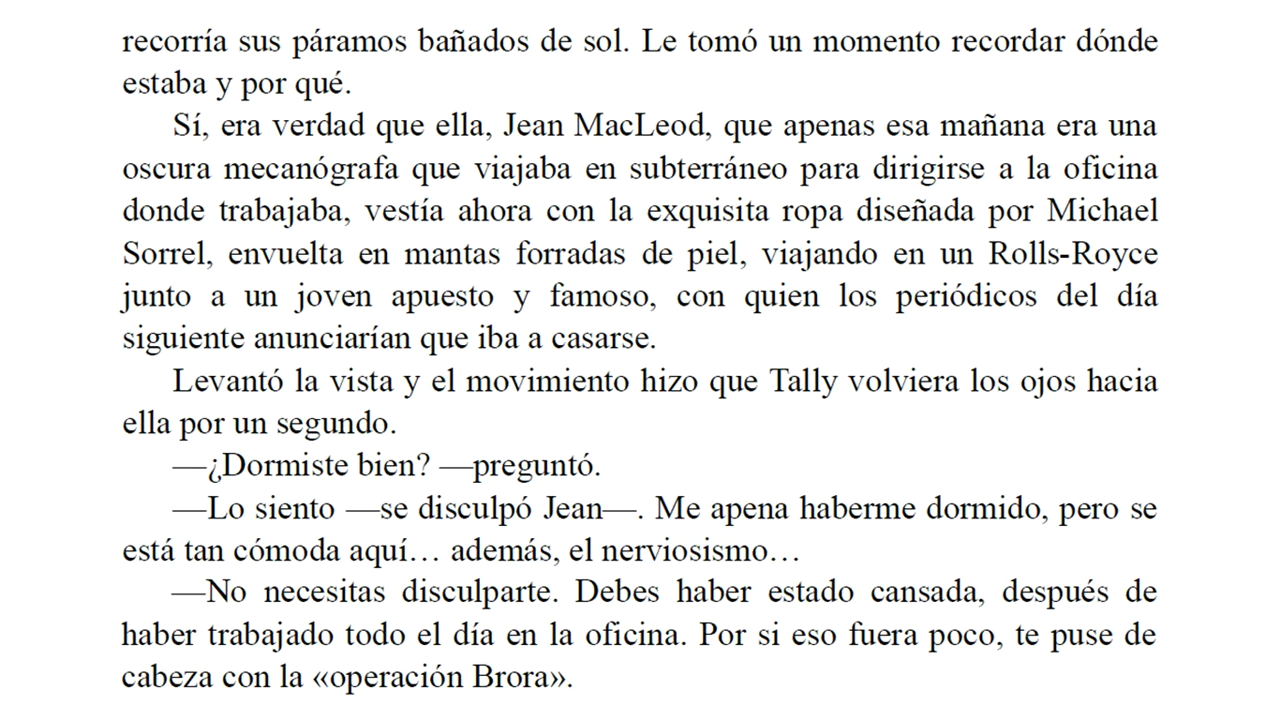 recorría sus páramos bañados de sol. Le tomó un momento recordar dónde
estaba y por qué.
Sí, era verdad que ella, Jean MacLeod, que apenas esa mañana era una
oscura mecanógrafa que viajaba en subterráneo para dirigirse a la oficina
donde trabajaba, vestía ahora con la exquisita ropa diseñada por Michael
Sorrel, envuelta en mantas forradas de piel, viajando en un Rolls-Royce
junto a un joven apuesto y famoso, con quien los periódicos del día
siguiente anunciarían que iba a casarse.
Levantó la vista y el movimiento hizo que Tally volviera los ojos hacia
ella por un segundo.
—¿Dormiste bien? —preguntó.
—Lo siento —se disculpó Jean—. Me apena haberme dormido, pero se
está tan cómoda aquí… además, el nerviosismo…
—No necesitas disculparte. Debes haber estado cansada, después de
haber trabajado todo el día en la oficina. Por si eso fuera poco, te puse de
cabeza con la «operación Brora».